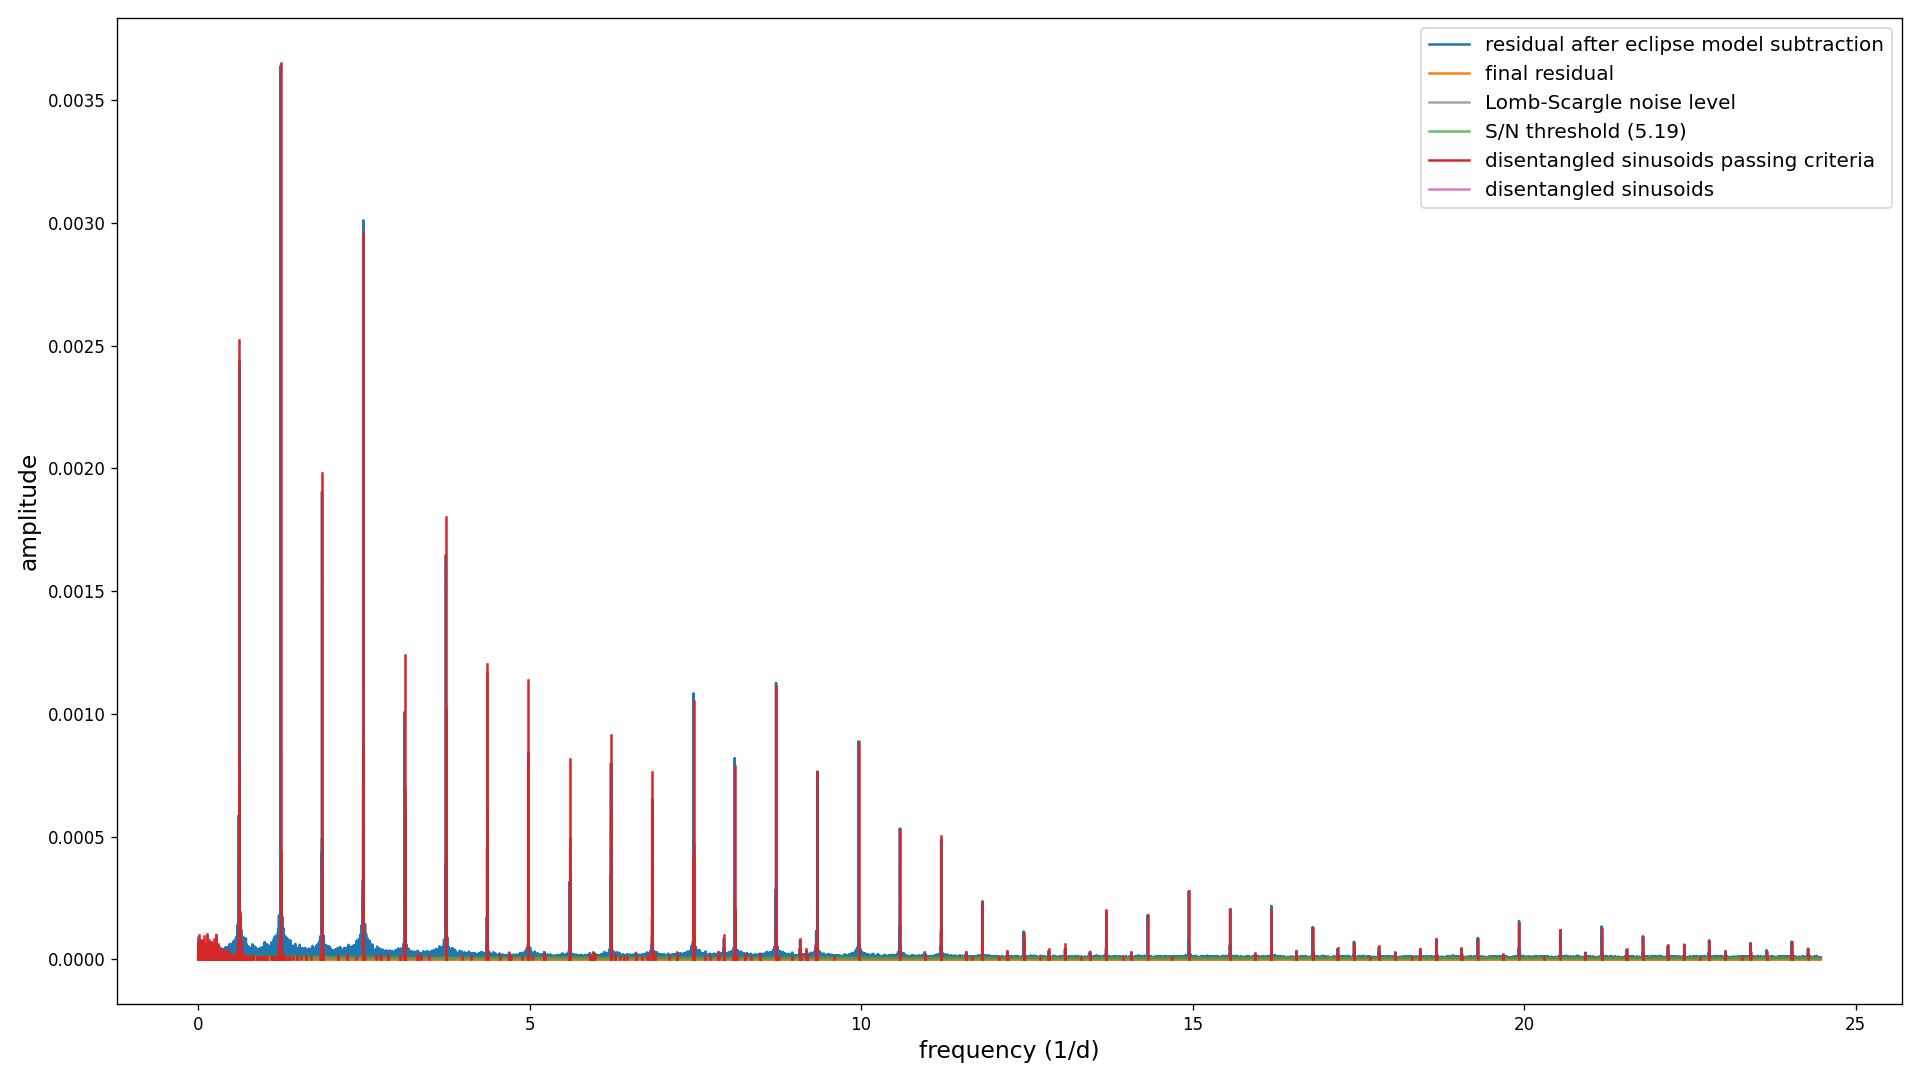 residual after eclipse model subtraction
final residual
Lomb-Scargle noise level
S/N threshold (5.19)
disentangled sinusoids passing criteria
disentangled sinusoids
amplitude
0.0035
0.0030
0.0025
0.0020
0.0015
0.0010
0.0005
0.0000
0
5
10
15
20
25
frequency (1/d)